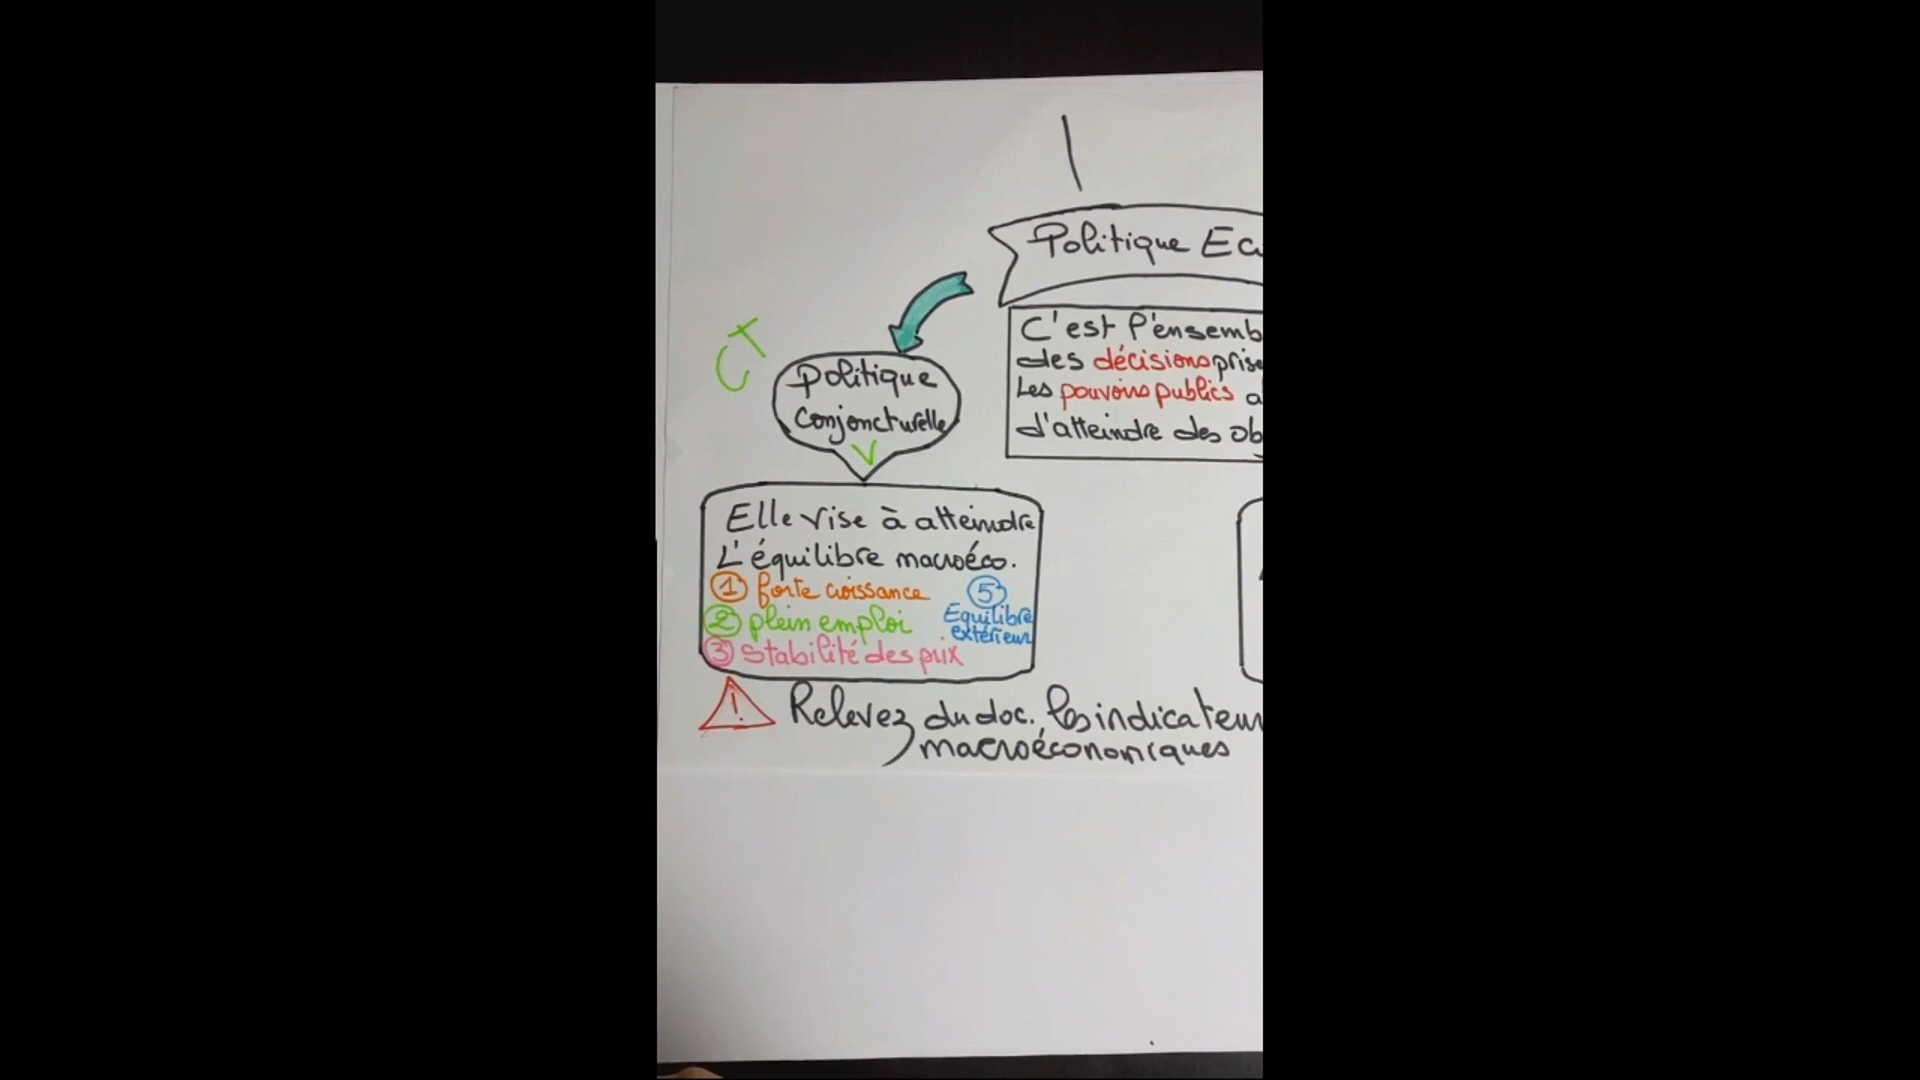 Politique Ec
C'est l'ensemb
des décisions prise
Les pouvoirs publics a
d'atteindre des ob
CT
Politique
conjoncturelle
Elle vise à atteindre
L'équilibre macroéco.
① forte croissance
② plein emploi
③ Stabilité des prix
⑤
Equilibre
extérieur
! Relevez du doc. les indicateur
macroéconomiques